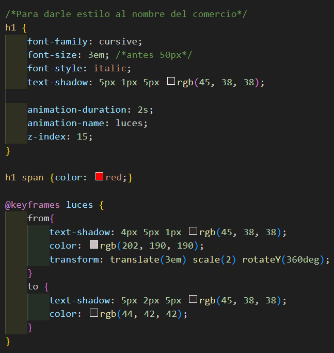 /*Para darle estilo al nombre del comercio*/
h1 {
    font-family: cursive;
    font-size: 3em; /*antes 50px*/
    font-style: italic;
    text-shadow: 5px 1px 5px rgb(45, 38, 38);

    animation-duration: 2s;
    animation-name: luces;
    z-index: 15;
}

h1 span {color: red;}

@keyframes luces {
    from{
        text-shadow: 4px 5px 1px rgb(45, 38, 38);
        color: rgb(202, 190, 190);
        transform: translate(3em) scale(2) rotateY(360deg);
    }
    to {
        text-shadow: 5px 2px 5px rgb(45, 38, 38);
        color: rgb(44, 42, 42);
    }
}